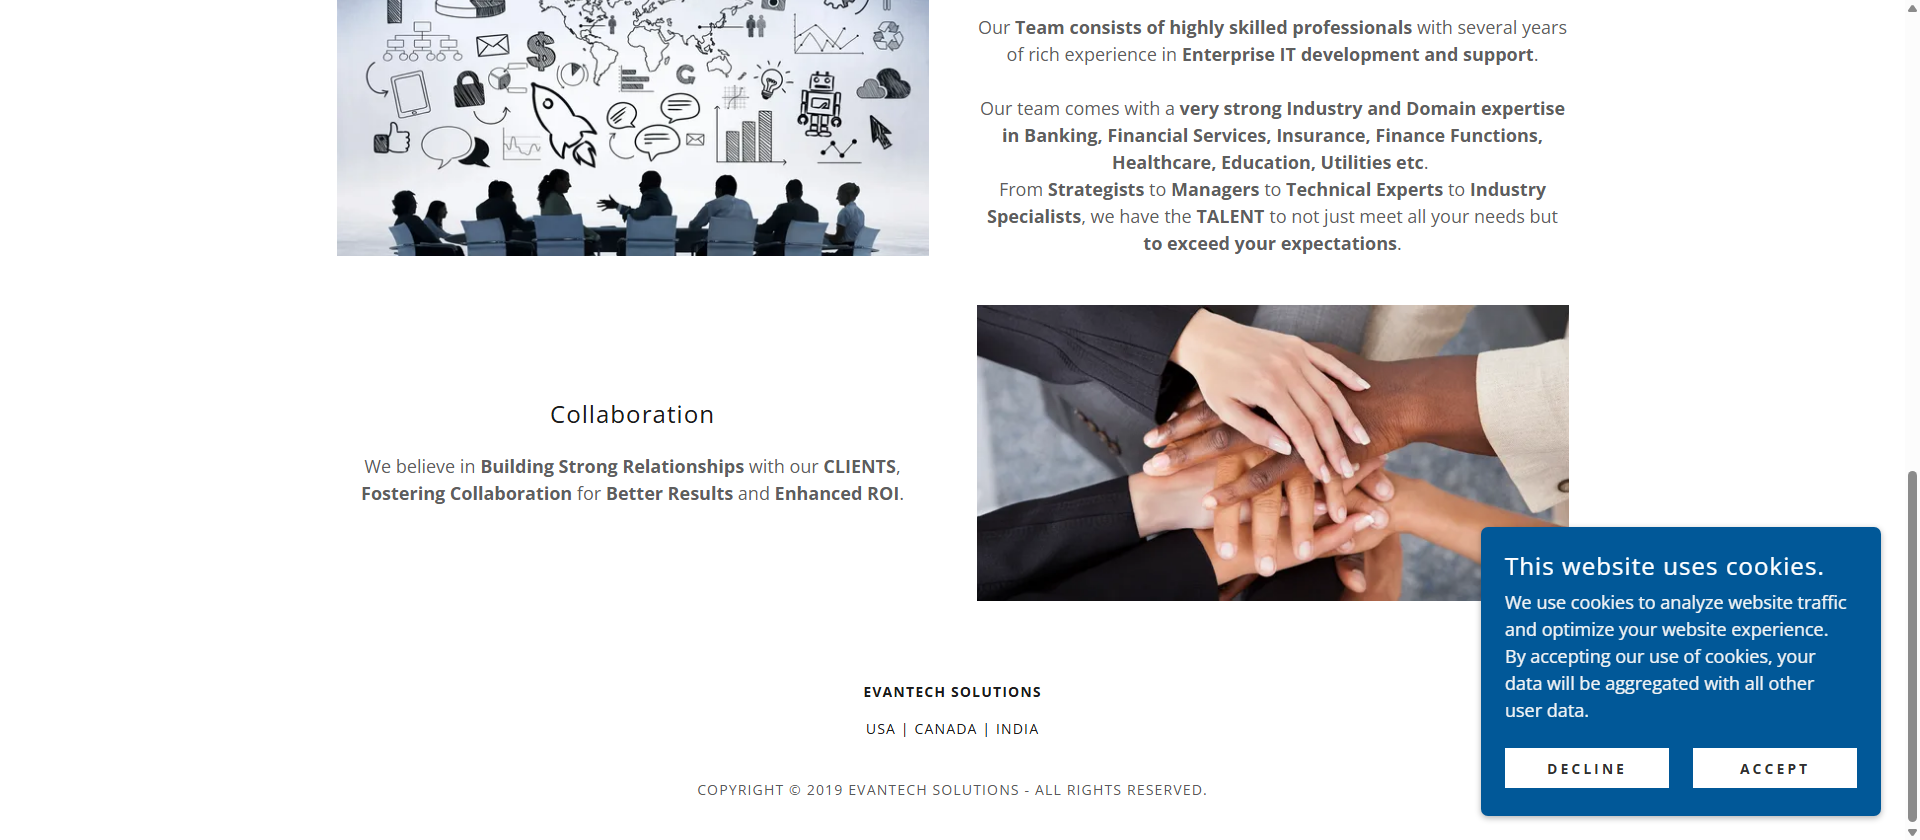 Our Team consists of highly skilled professionals with several years
of rich experience in Enterprise IT development and support.
Our team comes with a very strong Industry and Domain expertise
in Banking, Financial Services, Insurance, Finance Functions,
Healthcare, Education, Utilities etc.
From Strategists to Managers to Technical Experts to Industry
Specialists, we have the TALENT to not just meet all your needs but
to exceed your expectations.
Collaboration
We believe in Building Strong Relationships with our CLIENTS,
Fostering Collaboration for Better Results and Enhanced ROI.
EVANTECH SOLUTIONS
USA | CANADA | INDIA
COPYRIGHT © 2019 EVANTECH SOLUTIONS - ALL RIGHTS RESERVED.
This website uses cookies.
We use cookies to analyze website traffic
and optimize your website experience.
By accepting our use of cookies, your
data will be aggregated with all other
user data.
DECLINE
ACCEPT